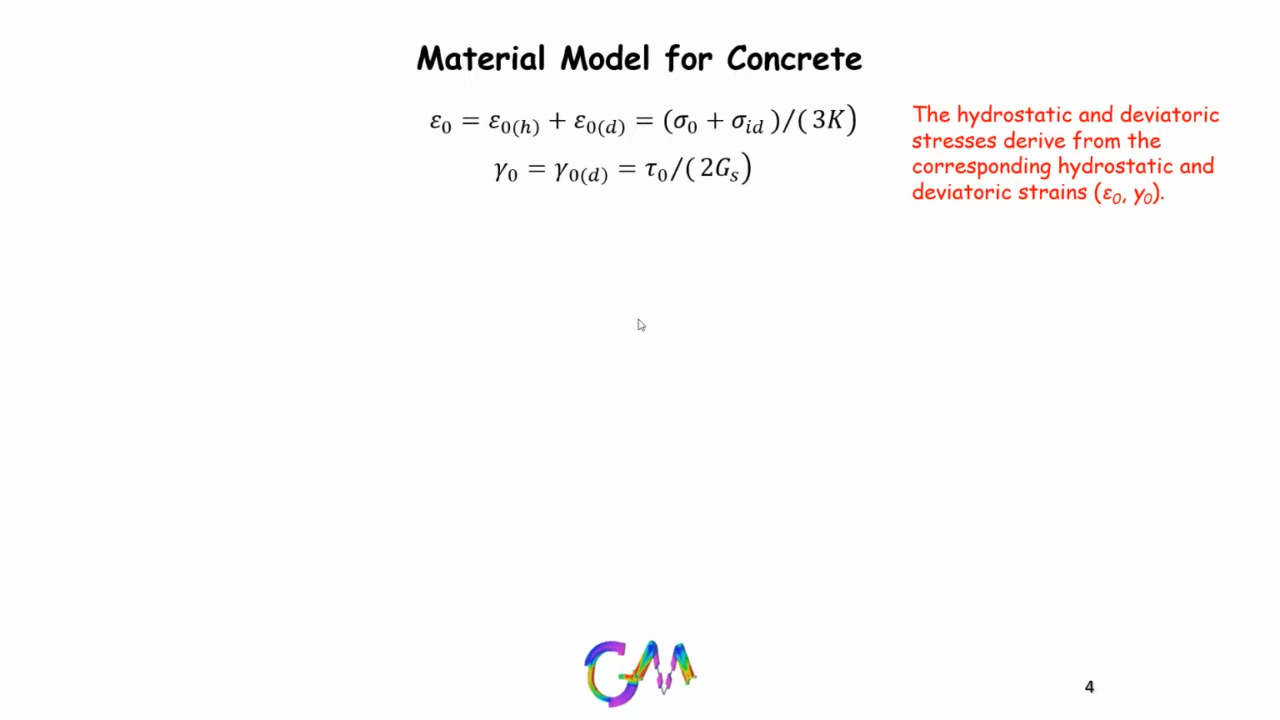 Material Model for Concrete
ε₀ = ε₀₍ₕ₎ + ε₀₍d₎ = (σ₀ + σid )/( 3K)
γ₀ = γ₀₍d₎ = τ₀/( 2Gₛ)
The hydrostatic and deviatoric
stresses derive from the
corresponding hydrostatic and
deviatoric strains (ε₀, γ₀).
GM
4